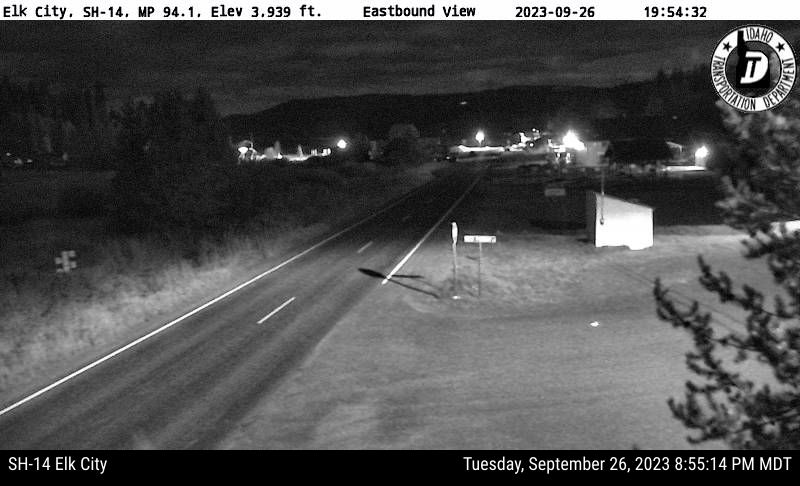 Elk City, SH-14, MP 94.1, Elev 3,939 ft. Eastbound View 2023-09-26 19:54:32
IDAHO
TRANSPORTATION DEPARTMENT
SH-14 Elk City
Tuesday, September 26, 2023 8:55:14 PM MDT